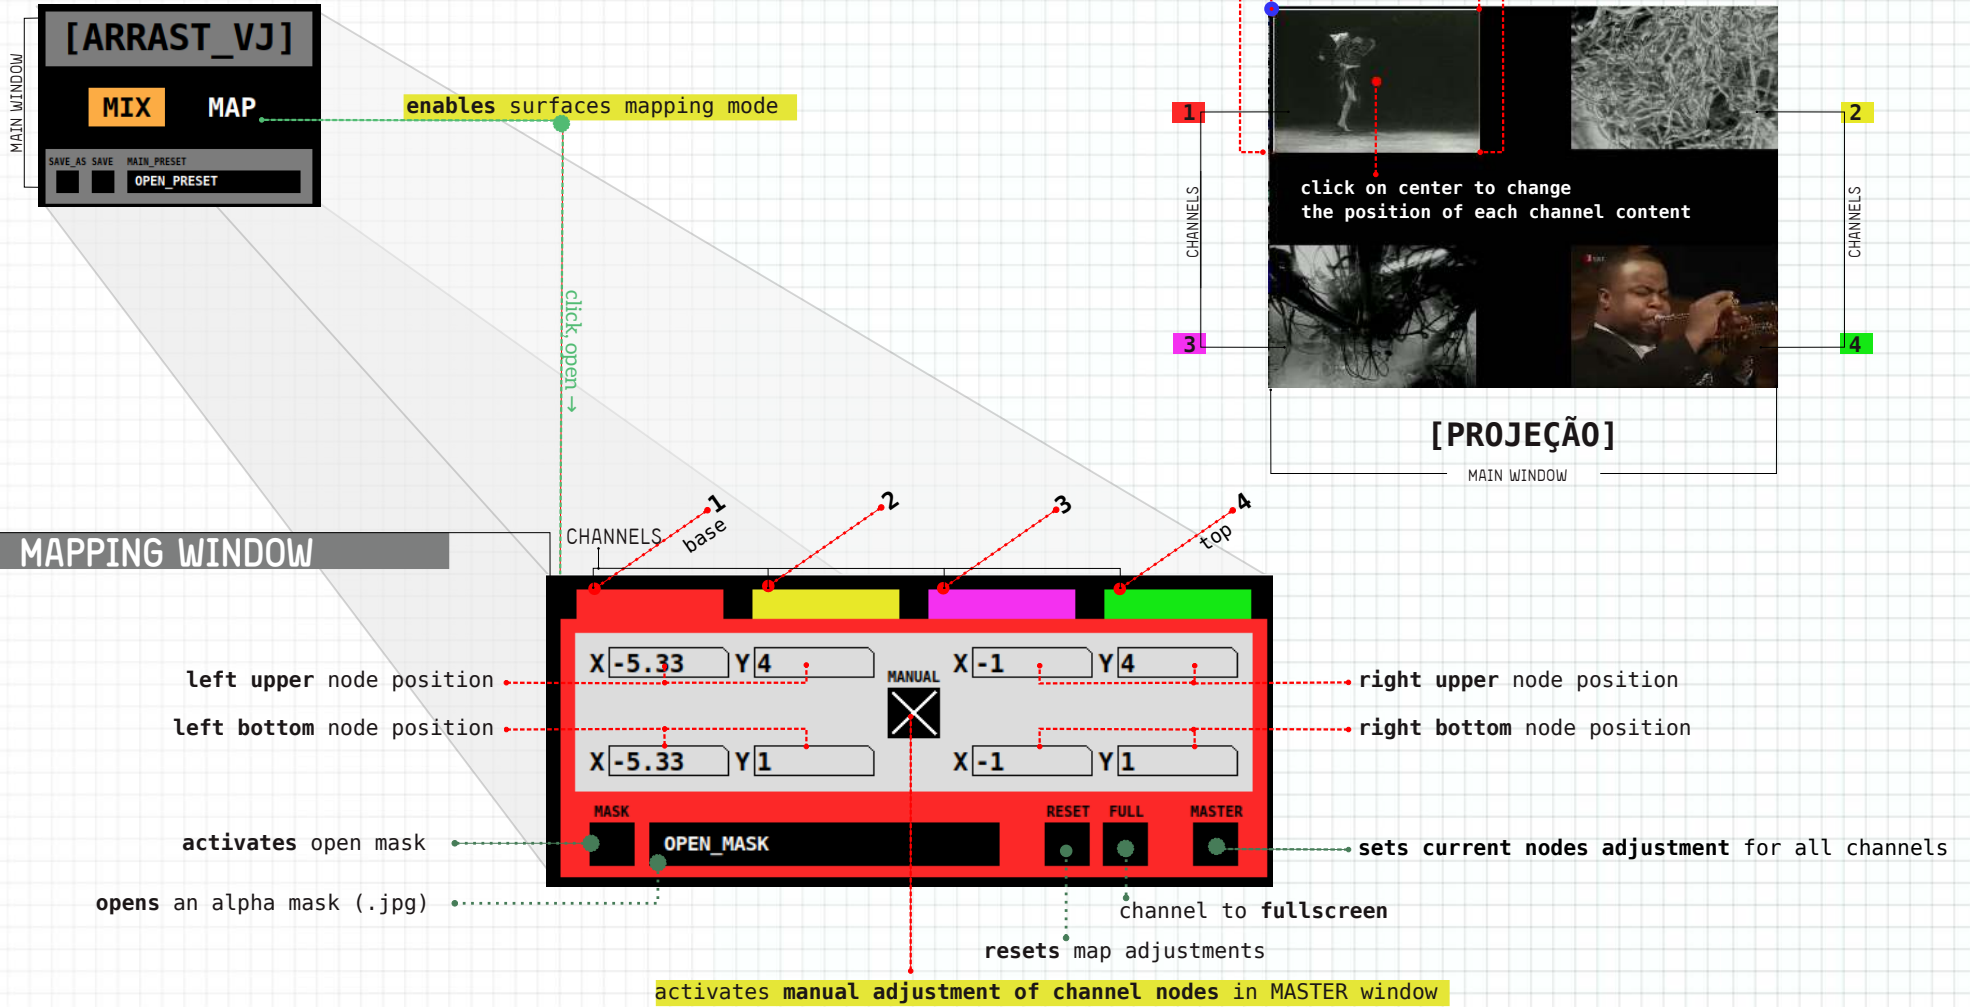 [ARRAST_VJ]
MAIN WINDOW
MIX
MAP
SAVE_AS
SAVE
MAIN_PRESET
OPEN_PRESET
enables surfaces mapping mode
click, open →
1
2
CHANNELS
CHANNELS
click on center to change
the position of each channel content
3
4
[PROJEÇÃO]
MAIN WINDOW
MAPPING WINDOW
CHANNELS
1
base
2
3
4
top
X -5.33
Y 4
MANUAL
X -1
Y 4
left upper node position
right upper node position
left bottom node position
right bottom node position
X -5.33
Y 1
X -1
Y 1
MASK
RESET
FULL
MASTER
OPEN_MASK
activates open mask
sets current nodes adjustment for all channels
opens an alpha mask (.jpg)
channel to fullscreen
resets map adjustments
activates manual adjustment of channel nodes in MASTER window